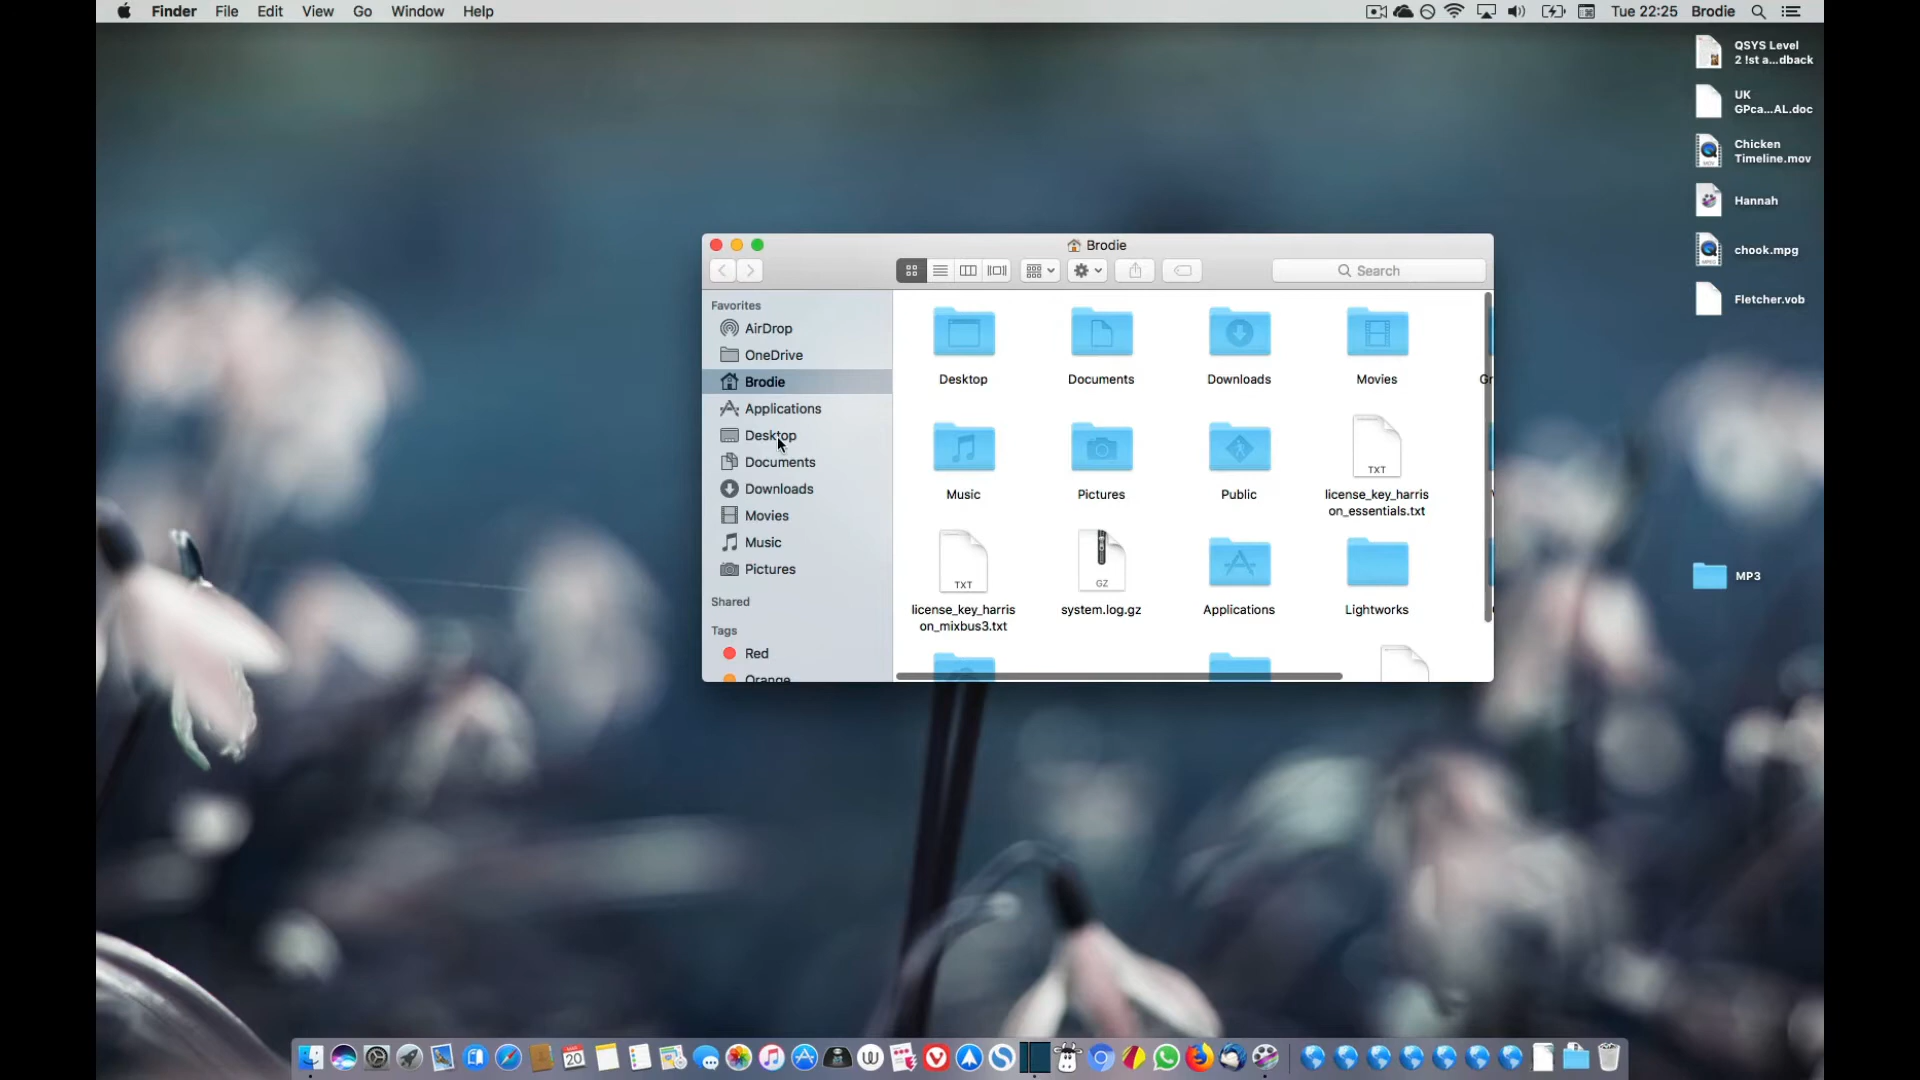 Finder File Edit View Go Window Help
Tue 22:25 Brodie
QSYS Level
2 !st a...dback
UK
GPca...AL.doc
Chicken
Timeline.mov
Hannah
chook.mpg
Fletcher.vob
MP3
Brodie
Search
Favorites
AirDrop
OneDrive
Brodie
Applications
Desktop
Documents
Downloads
Movies
Music
Pictures
Shared
Tags
Red
Orange
Desktop Documents Downloads Movies Gr
TXT
Music Pictures Public license_key_harris
on_essentials.txt
TXT GZ
license_key_harris system.log.gz Applications Lightworks
on_mixbus3.txt
20